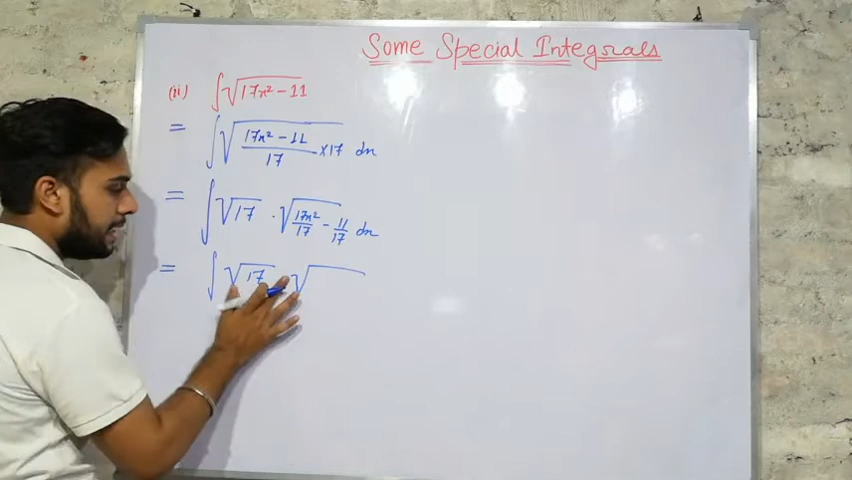 Some Special Integrals
(ii) ∫√(17x² - 11)
= ∫√((17x² - 11)/17 × 17) dx
= ∫√17 · √(17x²/17 - 11/17) dx
= ∫√17 √